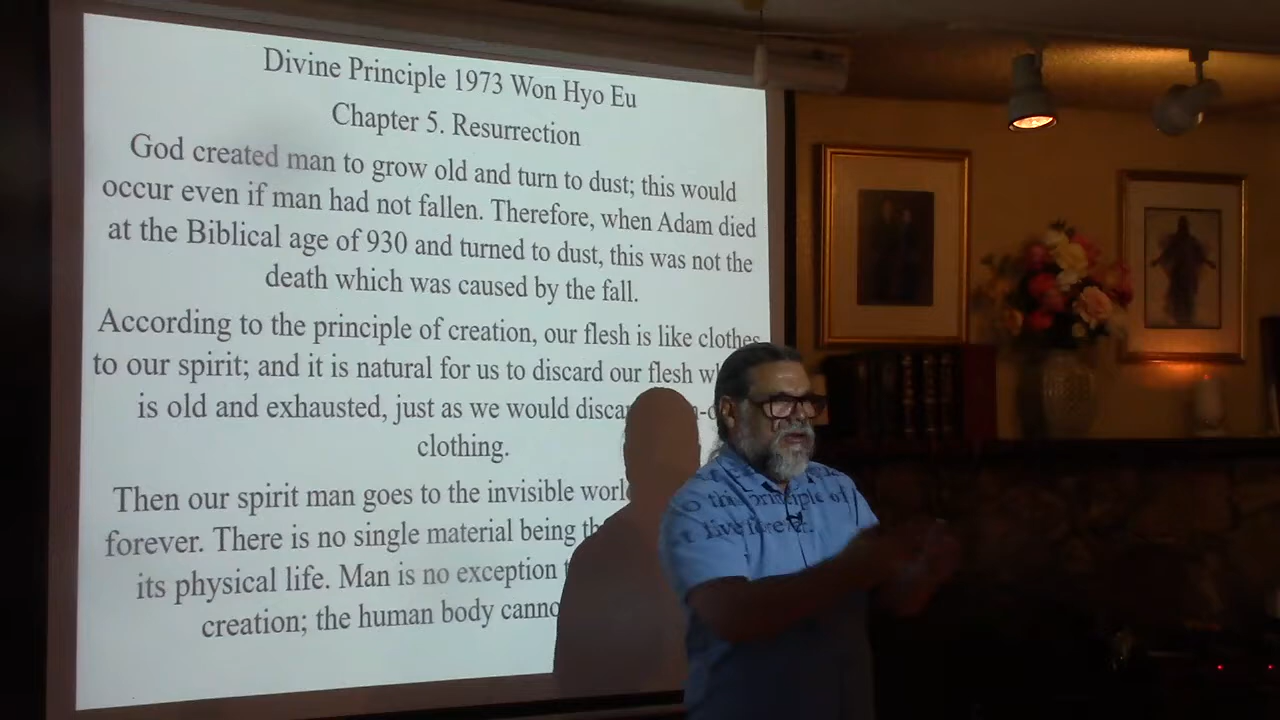 Divine Principle 1973 Won Hyo Eu
Chapter 5. Resurrection
God created man to grow old and turn to dust; this would
occur even if man had not fallen. Therefore, when Adam died
at the Biblical age of 930 and turned to dust, this was not the
death which was caused by the fall.
According to the principle of creation, our flesh is like clothes
to our spirit; and it is natural for us to discard our flesh
is old and exhausted, just as we would
clothing.
Then our spirit man goes to the invisible
forever. There is no single material being
its physical life. Man is no exception
creation; the human body
the principle of
Live forever.